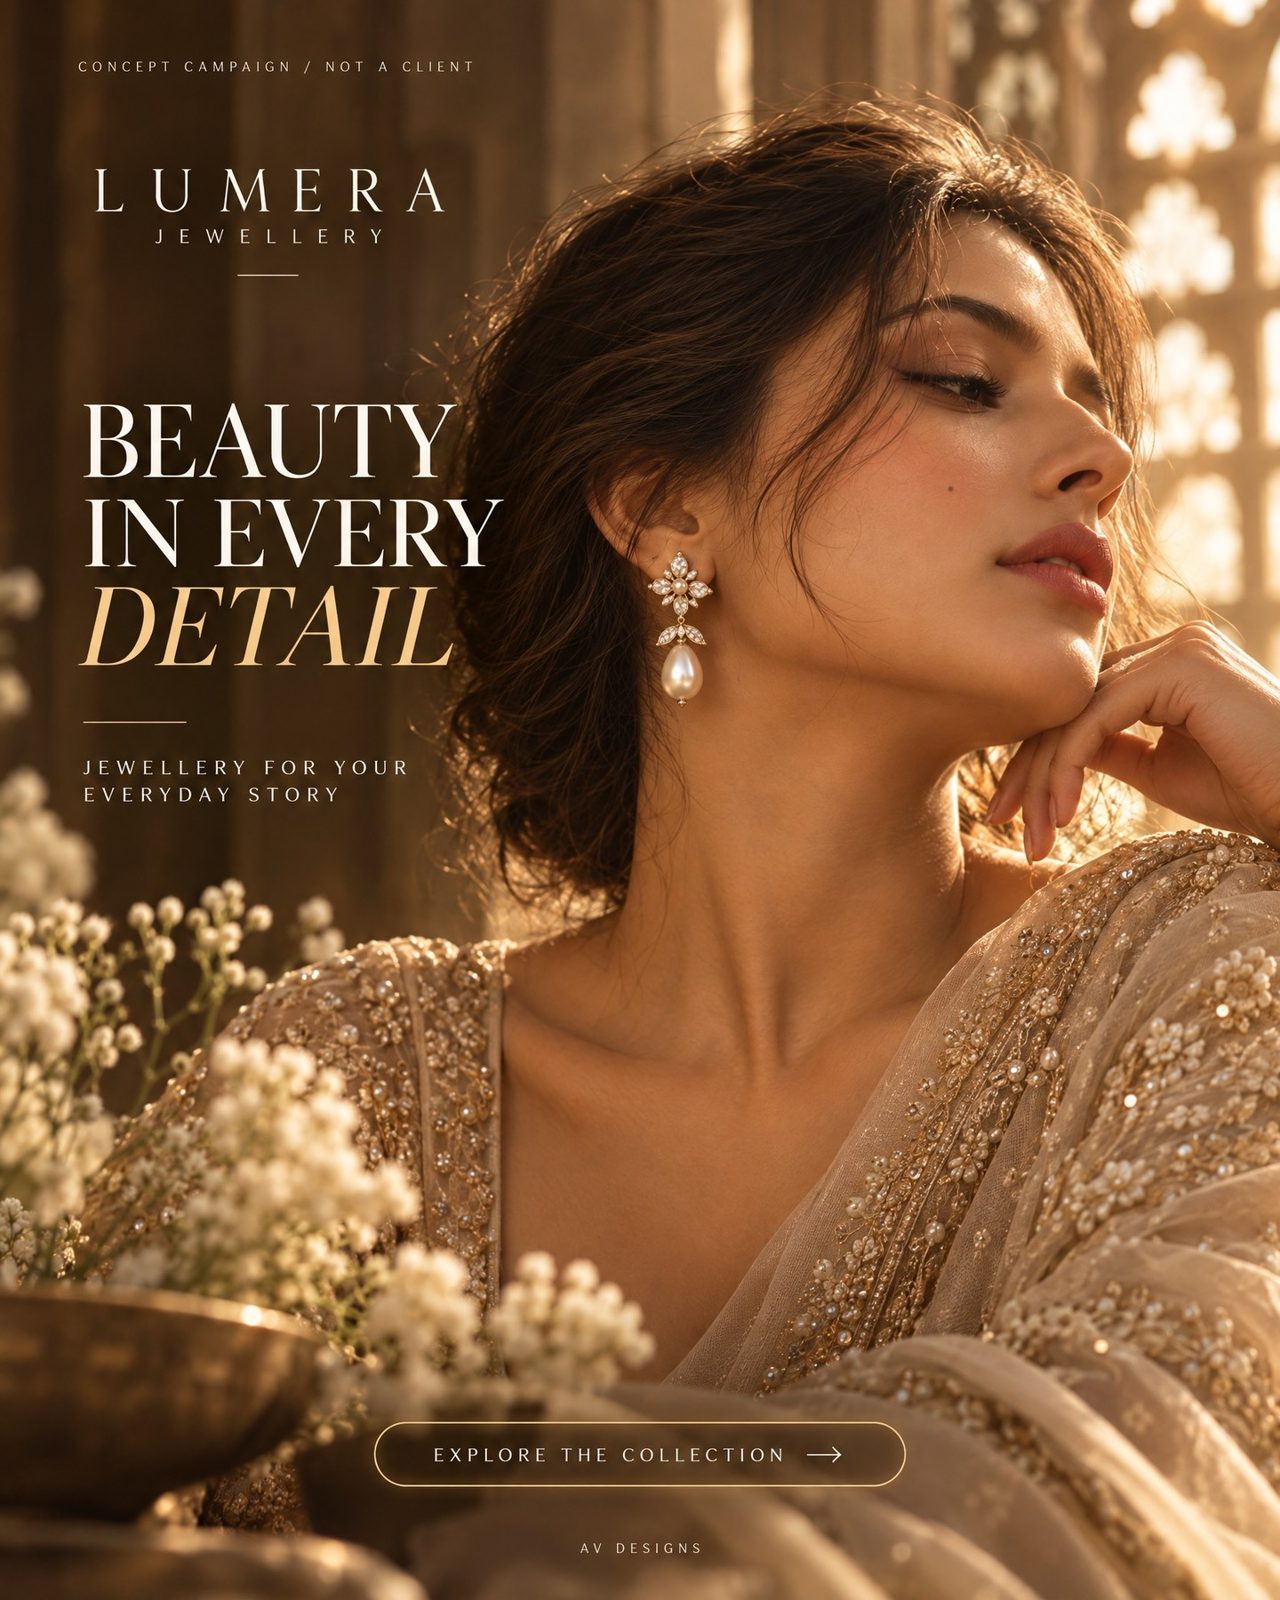 CONCEPT CAMPAIGN / NOT A CLIENT
LUMERA
JEWELLERY
BEAUTY
IN EVERY
DETAIL
JEWELLERY FOR YOUR
EVERYDAY STORY
EXPLORE THE COLLECTION →
AV DESIGNS